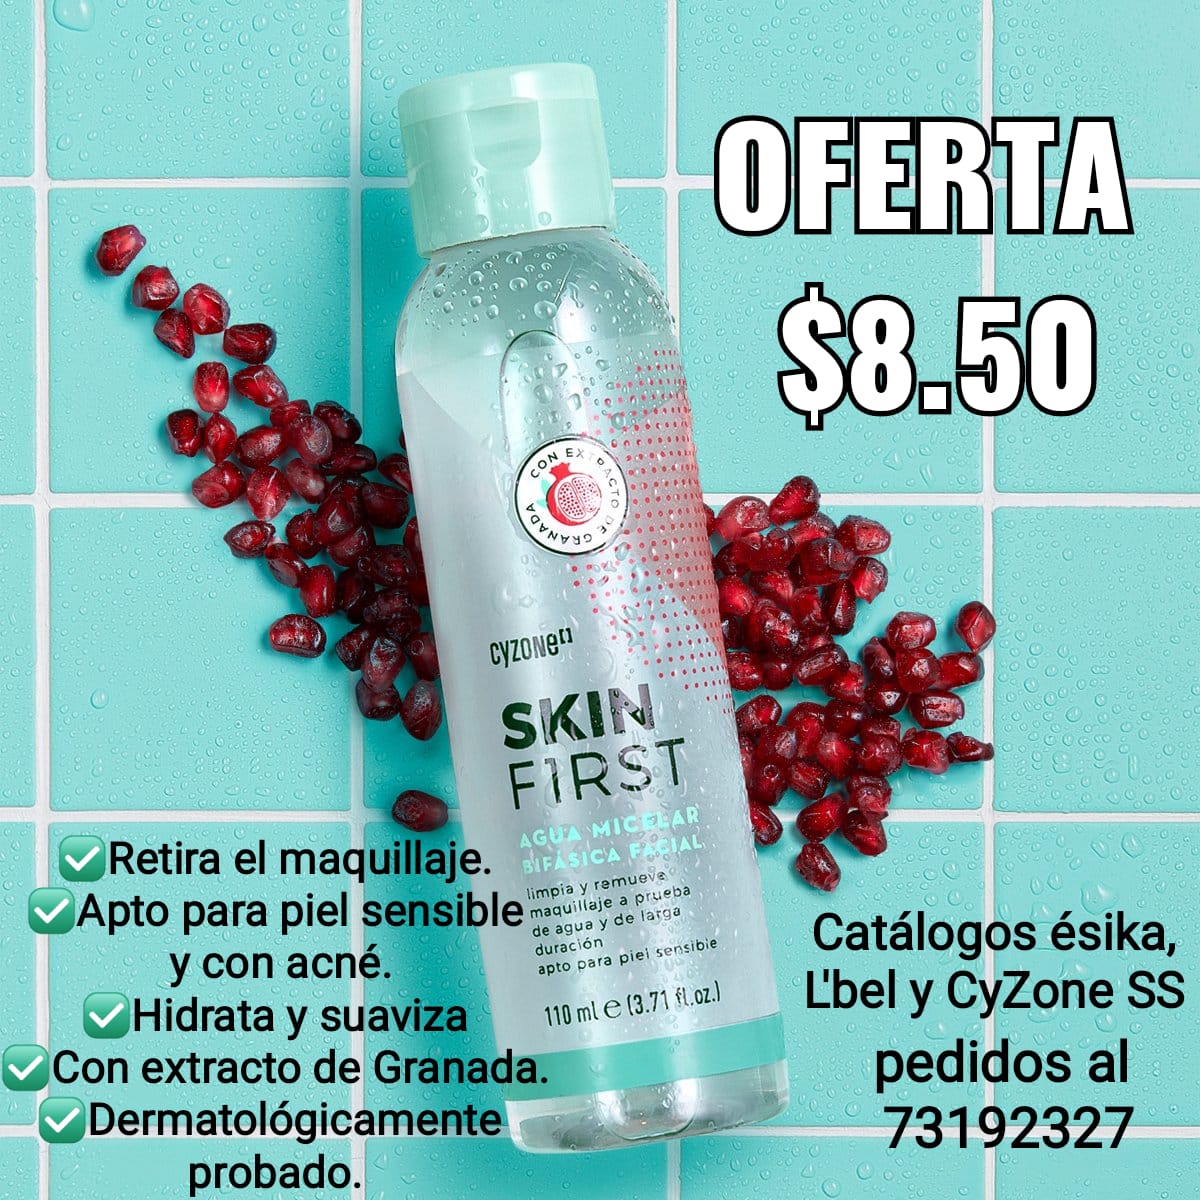 OFERTA
$8.50
CON EXTRACTO DE GRANADA
cyzone
SKIN
FIRST
AGUA MICELAR
BIFÁSICA FACIAL
limpia y remueve
maquillaje a prueba
de agua y de larga
duración
apto para piel sensible
110 ml e (3.71 fl.oz.)
✅Retira el maquillaje.
✅Apto para piel sensible
y con acné.
✅Hidrata y suaviza
✅Con extracto de Granada.
✅Dermatológicamente
probado.
Catálogos ésika,
L'bel y CyZone SS
pedidos al
73192327